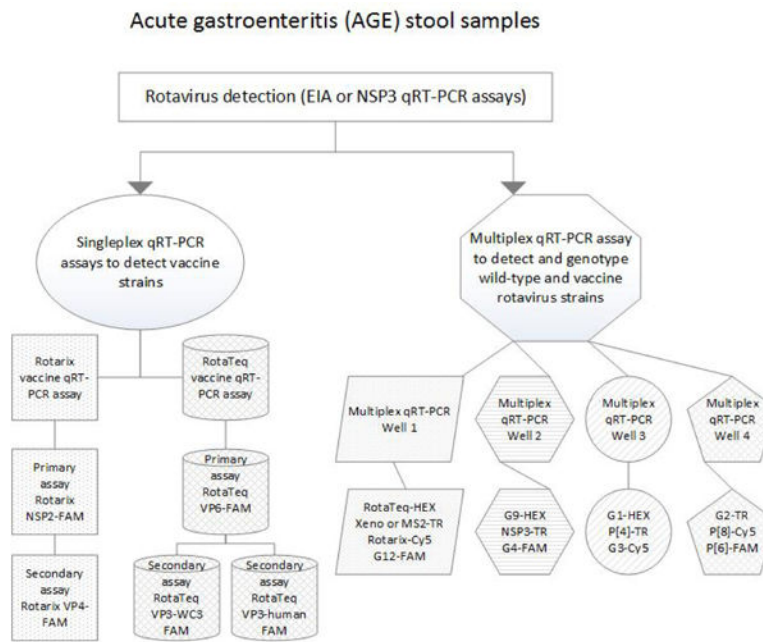 Acute gastroenteritis (AGE) stool samples
Rotavirus detection (EIA or NSP3 qRT-PCR assays)
Singleplex qRT-PCR
assays to detect vaccine
strains
Multiplex qRT-PCR assay
to detect and genotype
wild-type and vaccine
rotavirus strains
Rotarix
vaccine qRT-
PCR assay
RotaTeq
vaccine qRT-
PCR assay
Primary
assay
Rotarix
NSP2-FAM
Primary
assay
RotaTeq
VP6-FAM
Secondary
assay
Rotarix VP4-
FAM
Secondary
assay
RotaTeq
VP3-WC3
FAM
Secondary
assay
RotaTeq
VP3-human
FAM
Multiplex qRT-PCR
Well 1
Multiplex
qRT-PCR
Well 2
Multiplex
qRT-PCR
Well 3
Multiplex
qRT-PCR
Well 4
RotaTeq-HEX
Xeno or MS2-TR
Rotarix-Cy5
G12-FAM
G9-HEX
NSP3-TR
G4-FAM
G1-HEX
P[4]-TR
G3-Cy5
G2-TR
P[8]-Cy5
P[6]-FAM